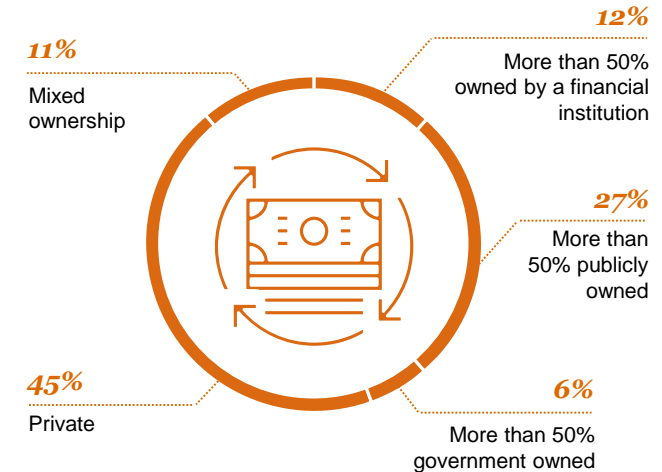 11%
Mixed
ownership
12%
More than 50%
owned by a financial
institution
27%
More than
50% publicly
owned
45%
Private
6%
More than 50%
government owned